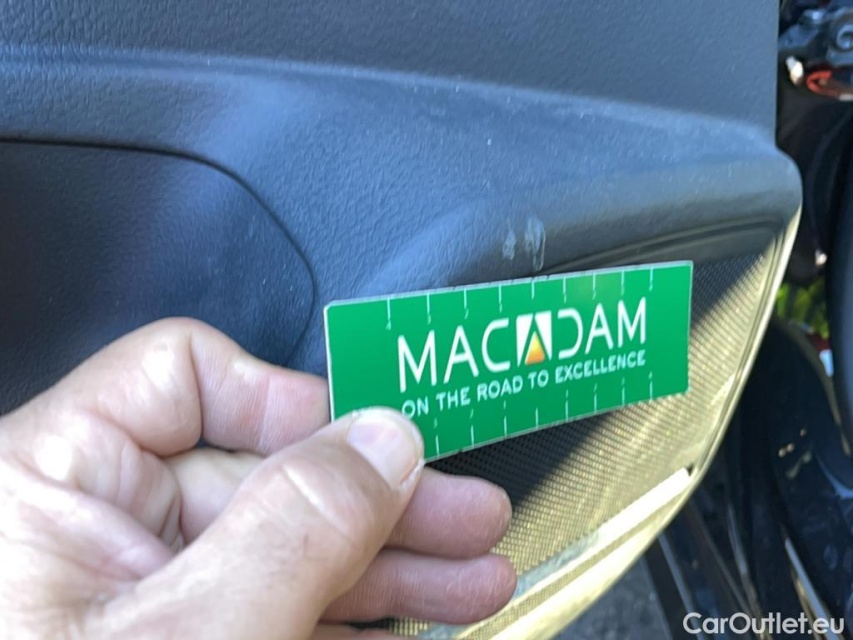 MACADAM
ON THE ROAD TO EXCELLENCE
CarOutlet.eu